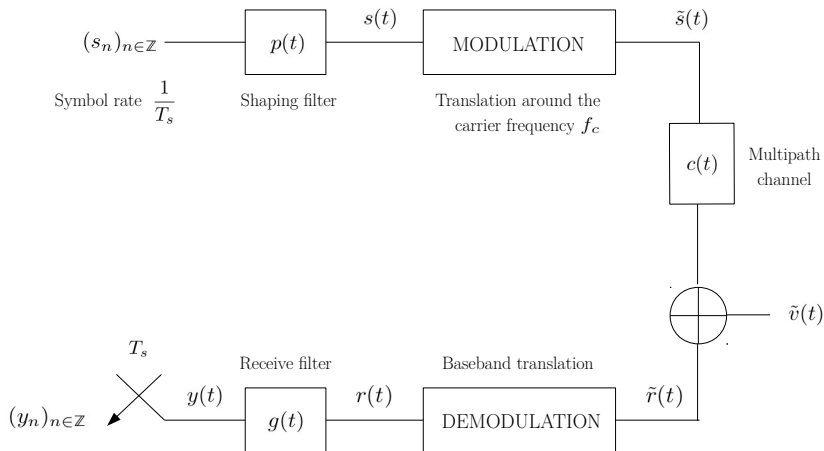 (s_n)_{n∈ℤ}
p(t)
s(t)
MODULATION
s̃(t)
Symbol rate 1/T_s
Shaping filter
Translation around the
carrier frequency f_c
c(t)
Multipath
channel
ṽ(t)
T_s
Receive filter
Baseband translation
(y_n)_{n∈ℤ}
y(t)
g(t)
r(t)
DEMODULATION
r̃(t)